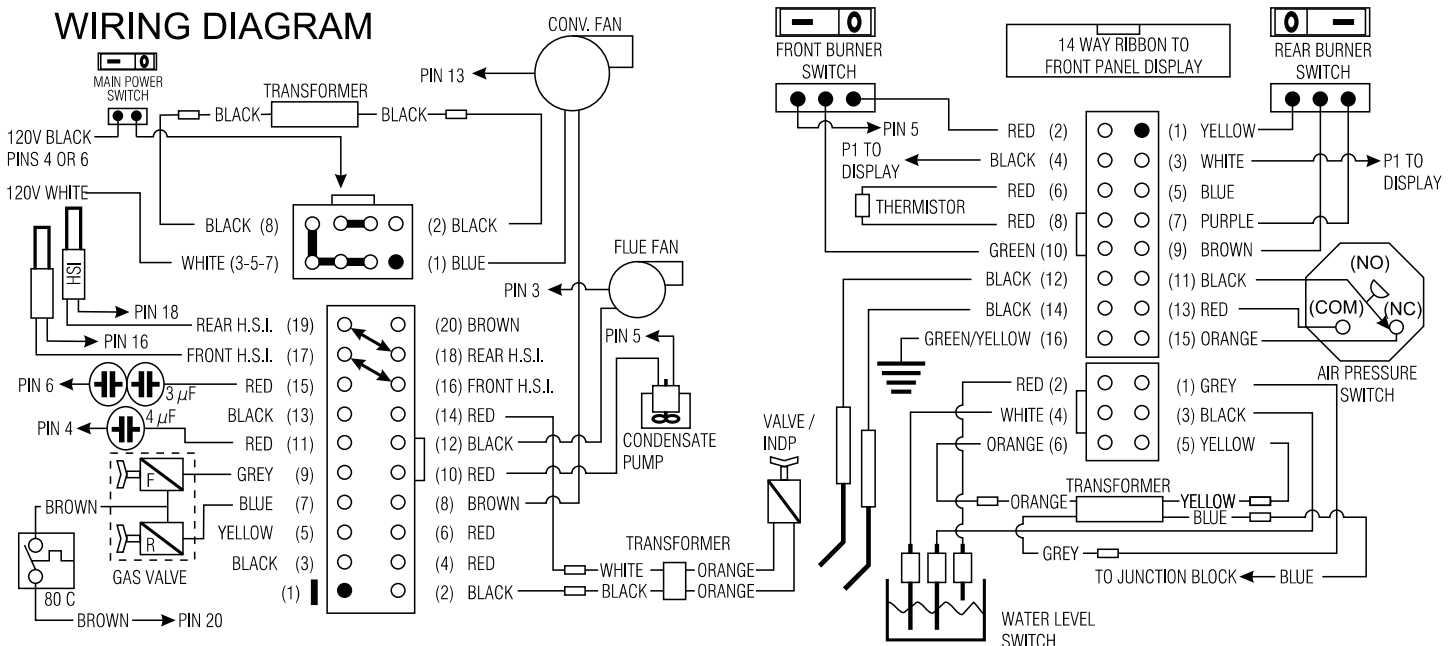 WIRING DIAGRAM
MAIN POWER
SWITCH
120V BLACK
PINS 4 OR 6
120V WHITE
BLACK
TRANSFORMER
BLACK
PIN 13
CONV. FAN
BLACK (8)
(2) BLACK
WHITE (3-5-7)
(1) BLUE
FLUE FAN
PIN 3
HSI
PIN 18
PIN 16
PIN 5
REAR H.S.I. (19)
(20) BROWN
FRONT H.S.I. (17)
(18) REAR H.S.I.
PIN 6
3 µF
RED (15)
(16) FRONT H.S.I.
4 µF
BLACK (13)
(14) RED
PIN 4
RED (11)
(12) BLACK
CONDENSATE
PUMP
F
GREY (9)
(10) RED
BROWN
BLUE (7)
(8) BROWN
R
YELLOW (5)
(6) RED
GAS VALVE
BLACK (3)
(4) RED
(1)
(2) BLACK
80 C
BROWN
PIN 20
TRANSFORMER
WHITE
ORANGE
BLACK
ORANGE
VALVE /
INDP
FRONT BURNER
SWITCH
14 WAY RIBBON TO
FRONT PANEL DISPLAY
REAR BURNER
SWITCH
PIN 5
RED (2)
(1) YELLOW
P1 TO
DISPLAY
BLACK (4)
(3) WHITE
P1 TO
DISPLAY
RED (6)
(5) BLUE
THERMISTOR
RED (8)
(7) PURPLE
GREEN (10)
(9) BROWN
BLACK (12)
(11) BLACK
BLACK (14)
(13) RED
GREEN/YELLOW (16)
(15) ORANGE
(NO)
(COM)
(NC)
AIR PRESSURE
SWITCH
RED (2)
(1) GREY
WHITE (4)
(3) BLACK
ORANGE (6)
(5) YELLOW
TRANSFORMER
ORANGE
YELLOW
BLUE
GREY
TO JUNCTION BLOCK
BLUE
WATER LEVEL
SWITCH